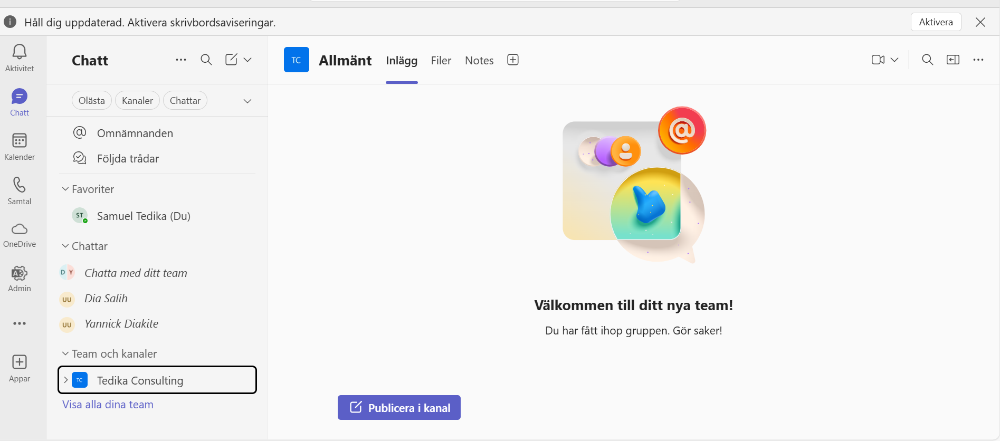 Håll dig uppdaterad. Aktivera skrivbordsaviseringar.
Aktivera
Aktivitet
Chatt
Kalender
Samtal
OneDrive
Admin
Appar
Chatt
Olästa
Kanaler
Chattar
Omnämnanden
Följda trådar
Favoriter
ST
Samuel Tedika (Du)
Chattar
D Y
Chatta med ditt team
UU
Dia Salih
UU
Yannick Diakite
Team och kanaler
TC
Tedika Consulting
Visa alla dina team
TC
Allmänt
Inlägg
Filer
Notes
@
Välkommen till ditt nya team!
Du har fått ihop gruppen. Gör saker!
Publicera i kanal